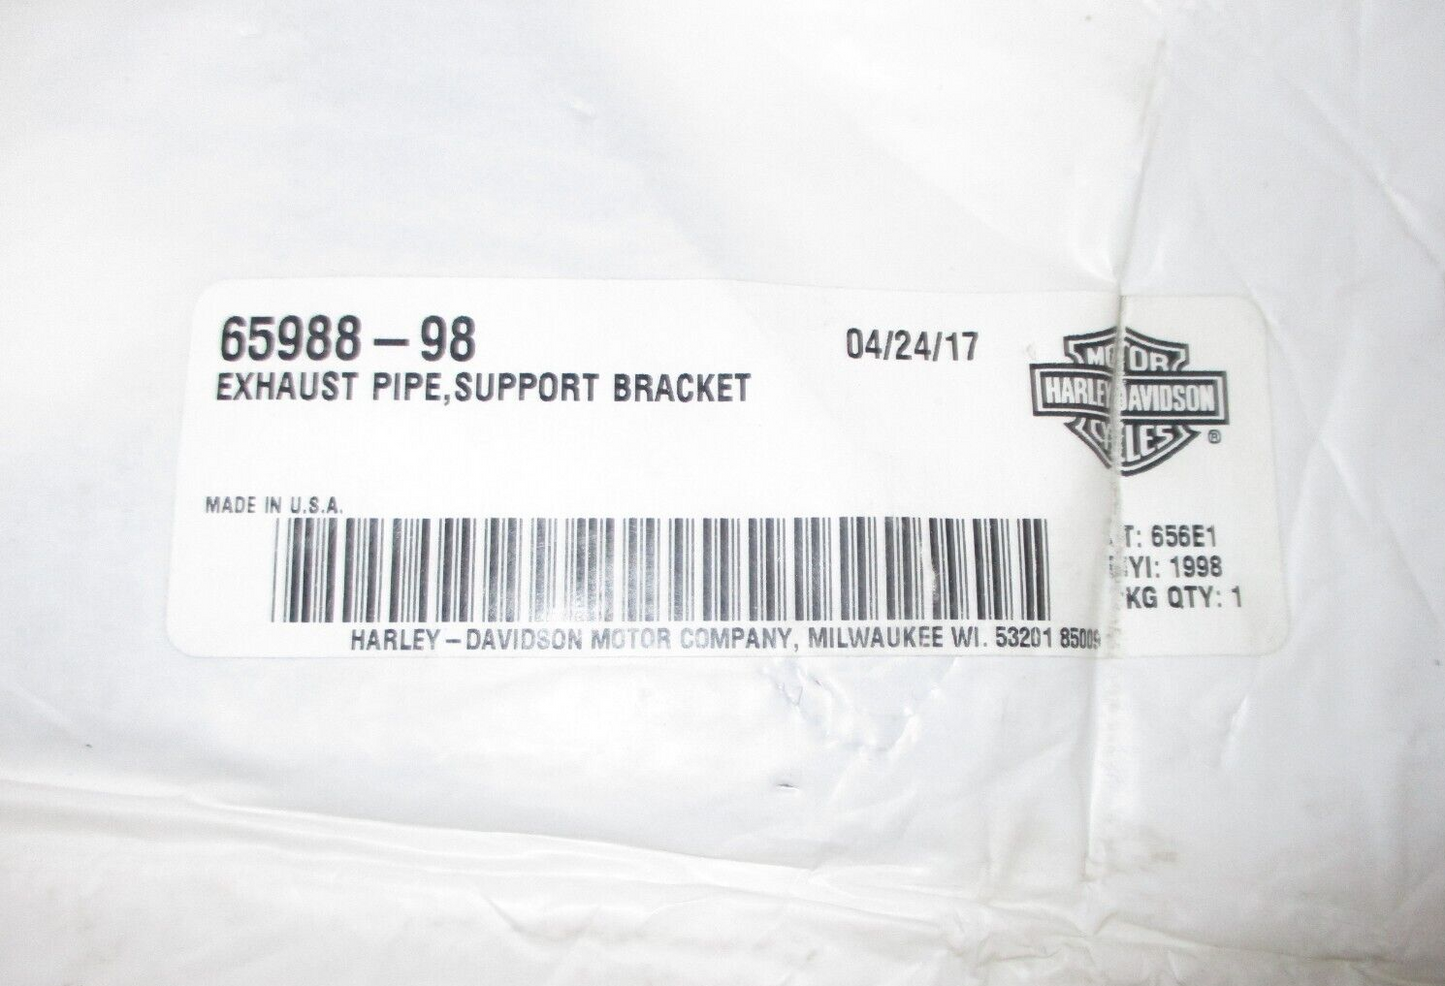 65988-98
04/24/17
EXHAUST PIPE,SUPPORT BRACKET
MOTOR
HARLEY-DAVIDSON
CYCLES
®
MADE IN U.S.A.
656E1
1998
QTY: 1
HARLEY-DAVIDSON MOTOR COMPANY, MILWAUKEE WI. 53201